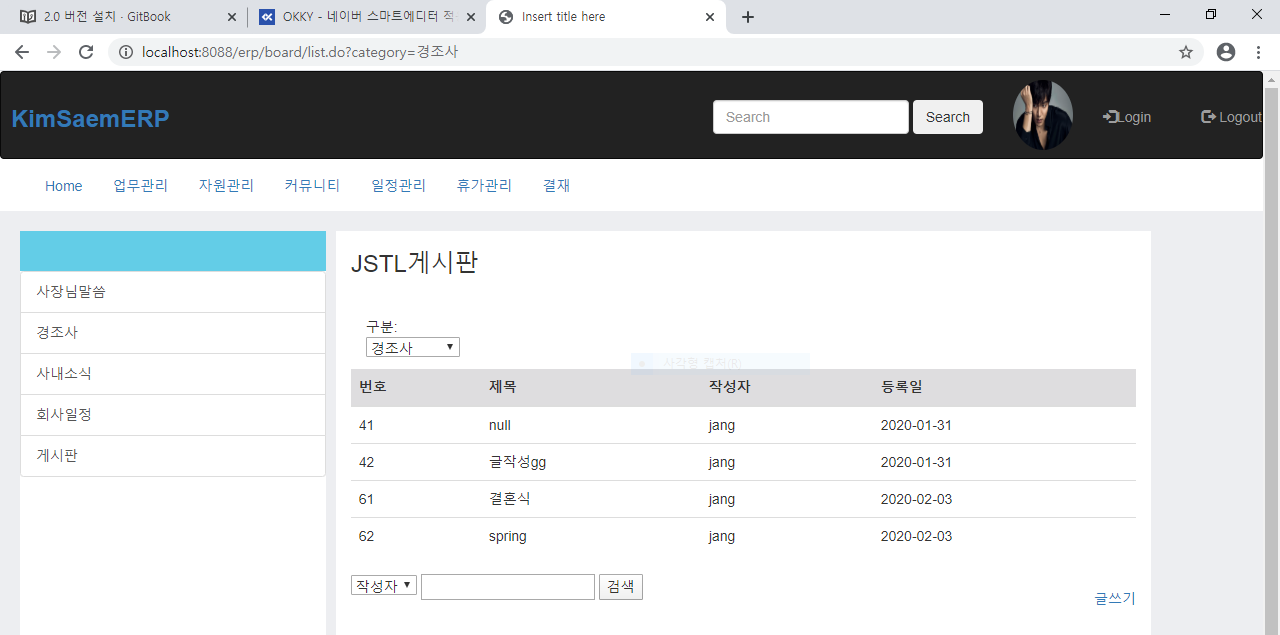 2.0 버전 설치 · GitBook
OKKY - 네이버 스마트에디터 적
Insert title here
localhost:8088/erp/board/list.do?category=경조사
KimSaemERP
Search
Search
Login
Logout
Home 업무관리 자원관리 커뮤니티 일정관리 휴가관리 결재
사장님말씀
경조사
사내소식
회사일정
게시판
JSTL게시판
구분:
경조사
사각형 캡처(R)
번호 제목 작성자 등록일
41 null jang 2020-01-31
42 글작성gg jang 2020-01-31
61 결혼식 jang 2020-02-03
62 spring jang 2020-02-03
작성자 검색
글쓰기